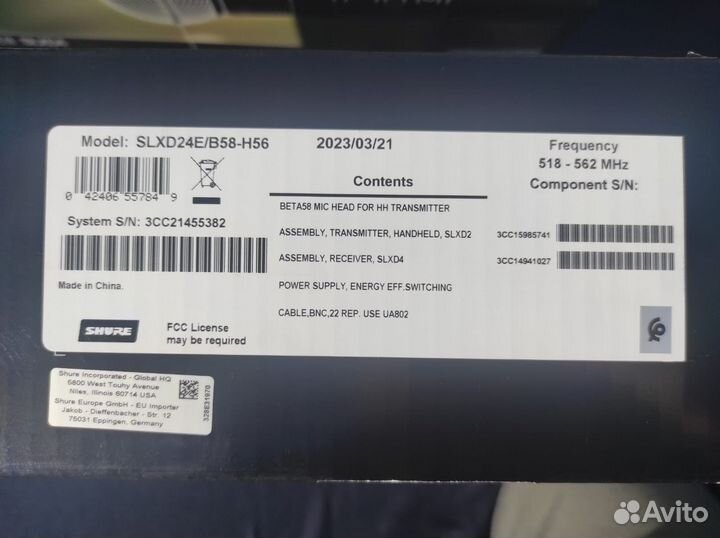 Model: SLXD24E/B58-H56
2023/03/21
Frequency
518 - 562 MHz
Component S/N:
0 42406 55784 9
Contents
System S/N: 3CC21455382
BETA58 MIC HEAD FOR HH TRANSMITTER
ASSEMBLY, TRANSMITTER, HANDHELD, SLXD2 3CC15985741
ASSEMBLY, RECEIVER, SLXD4 3CC14941027
POWER SUPPLY, ENERGY EFF.SWITCHING
CABLE,BNC,22 REP. USE UA802
Made in China.
SHURE
FCC License
may be required
Shure Incorporated - Global HQ
5800 West Touhy Avenue
Niles, Illinois 60714 USA
Shure Europe GmbH - EU Importer
Jakob - Dieffenbacher - Str. 12
75031 Eppingen, Germany
328E31970
Avito